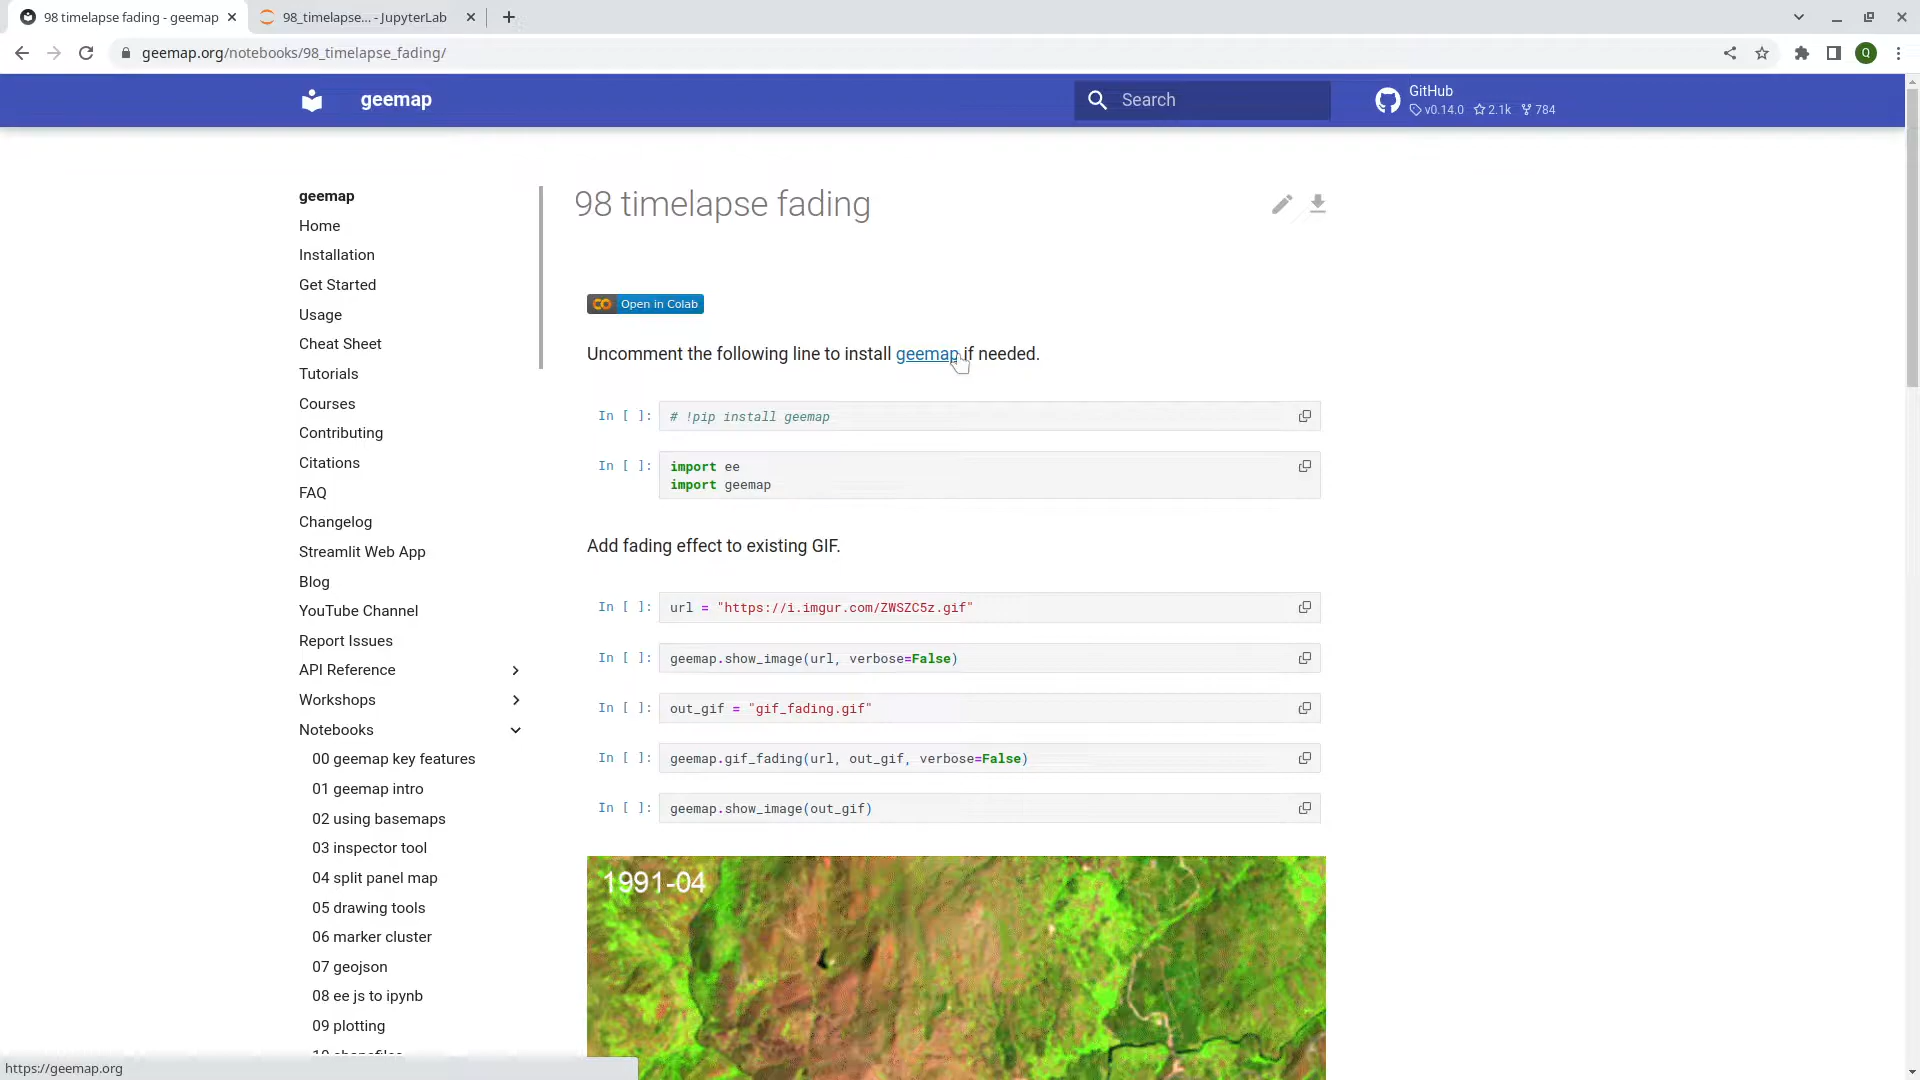 98 timelapse fading - geemap
98_timelapse... - JupyterLab
geemap.org/notebooks/98_timelapse_fading/
Q
geemap
Search
GitHub
v0.14.0 2.1k 784
geemap
Home
Installation
Get Started
Usage
Cheat Sheet
Tutorials
Courses
Contributing
Citations
FAQ
Changelog
Streamlit Web App
Blog
YouTube Channel
Report Issues
API Reference
Workshops
Notebooks
00 geemap key features
01 geemap intro
02 using basemaps
03 inspector tool
04 split panel map
05 drawing tools
06 marker cluster
07 geojson
08 ee js to ipynb
09 plotting
10 shapefiles
98 timelapse fading
Open in Colab
Uncomment the following line to install geemap if needed.
In [ ]: # !pip install geemap
In [ ]: import ee
import geemap
Add fading effect to existing GIF.
In [ ]: url = "https://i.imgur.com/ZWSZC5z.gif"
In [ ]: geemap.show_image(url, verbose=False)
In [ ]: out_gif = "gif_fading.gif"
In [ ]: geemap.gif_fading(url, out_gif, verbose=False)
In [ ]: geemap.show_image(out_gif)
1991-04
https://geemap.org